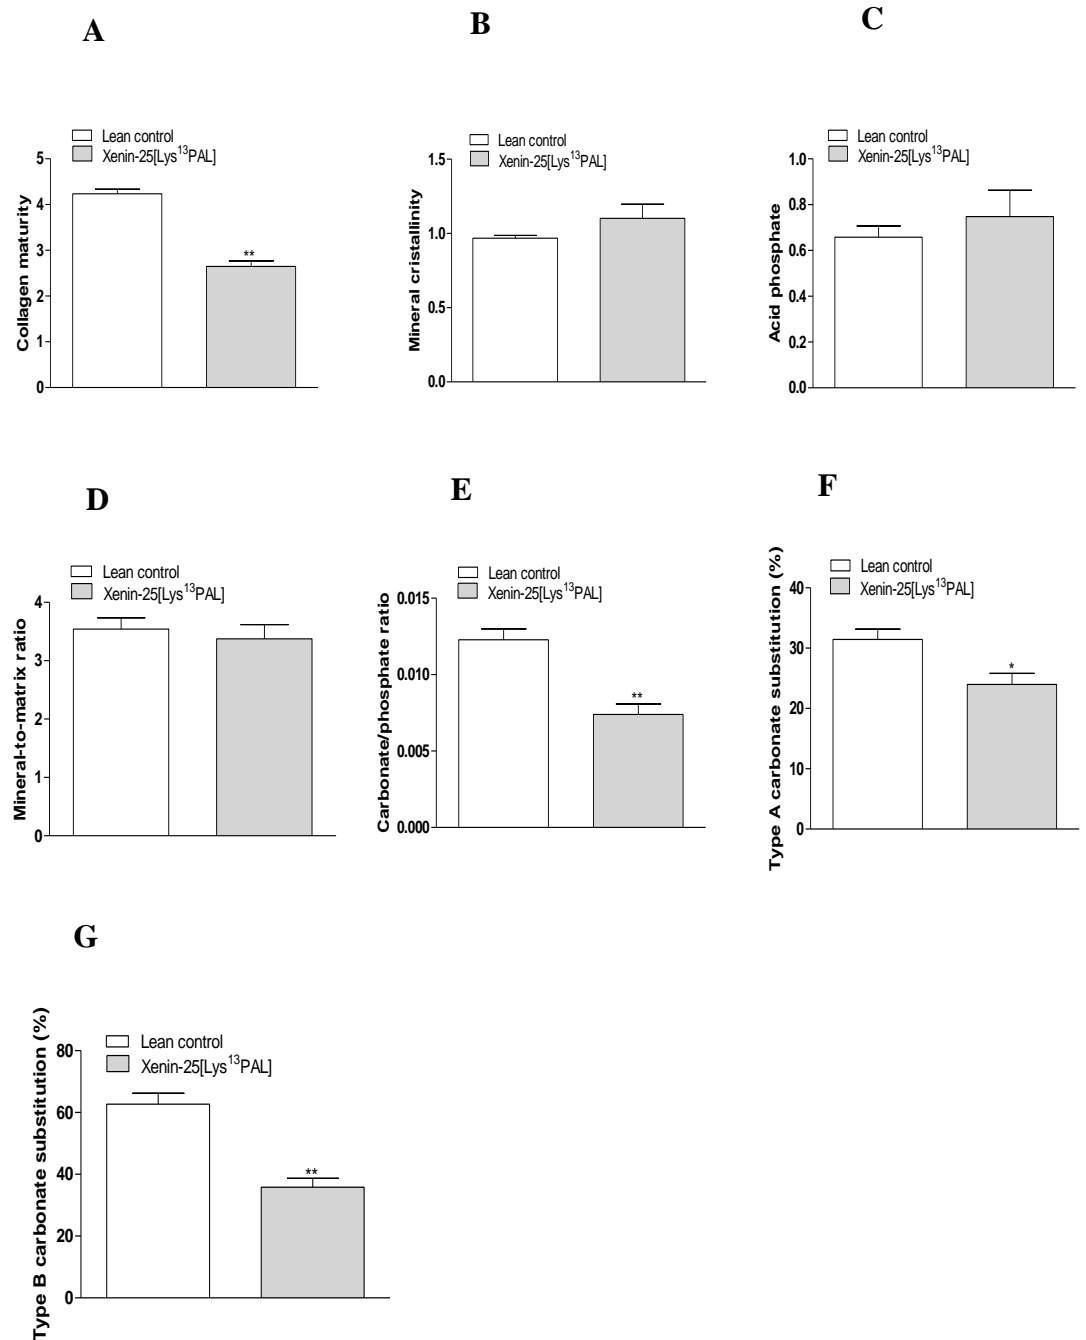 A
B
C
Lean control
Xenin-25[Lys¹³PAL]
5
4
3
2
1
0
Collagen maturity
**
Lean control
Xenin-25[Lys¹³PAL]
1.5
1.0
0.5
0.0
Mineral cristallinity
Lean control
Xenin-25[Lys¹³PAL]
1.0
0.8
0.6
0.4
0.2
0.0
Acid phosphate
D
E
F
Lean control
Xenin-25[Lys¹³PAL]
4
3
2
1
0
Mineral-to-matrix ratio
Lean control
Xenin-25[Lys¹³PAL]
0.015
0.010
0.005
0.000
Carbonate/phosphate ratio
**
Lean control
Xenin-25[Lys¹³PAL]
40
30
20
10
0
Type A carbonate substitution (%)
*
G
Lean control
Xenin-25[Lys¹³PAL]
80
60
40
20
0
Type B carbonate substitution (%)
**